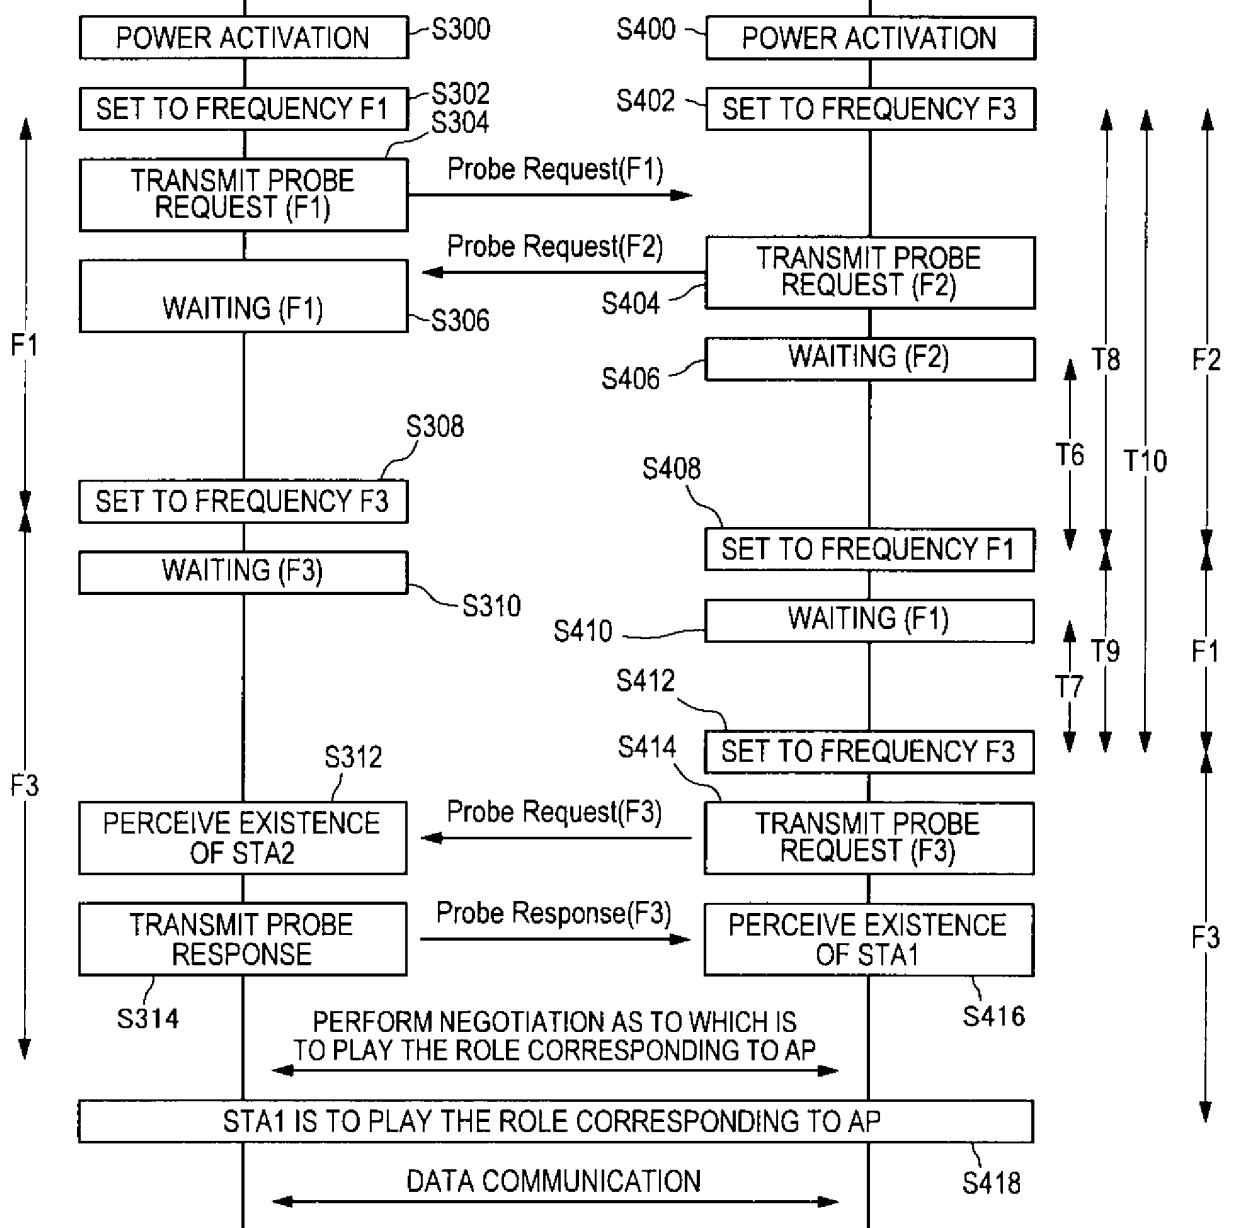 POWER ACTIVATION
S300
S400
POWER ACTIVATION
SET TO FREQUENCY F1
S302
S402
SET TO FREQUENCY F3
S304
TRANSMIT PROBE
REQUEST (F1)
Probe Request(F1)
Probe Request(F2)
TRANSMIT PROBE
REQUEST (F2)
S404
WAITING (F1)
S306
F1
WAITING (F2)
S406
T8
F2
S308
T6
T10
S408
SET TO FREQUENCY F3
SET TO FREQUENCY F1
WAITING (F3)
S310
WAITING (F1)
S410
T9
F1
T7
S412
S414
SET TO FREQUENCY F3
S312
F3
PERCEIVE EXISTENCE
OF STA2
Probe Request(F3)
TRANSMIT PROBE
REQUEST (F3)
TRANSMIT PROBE
RESPONSE
Probe Response(F3)
PERCEIVE EXISTENCE
OF STA1
F3
S314
S416
PERFORM NEGOTIATION AS TO WHICH IS
TO PLAY THE ROLE CORRESPONDING TO AP
STA1 IS TO PLAY THE ROLE CORRESPONDING TO AP
S418
DATA COMMUNICATION